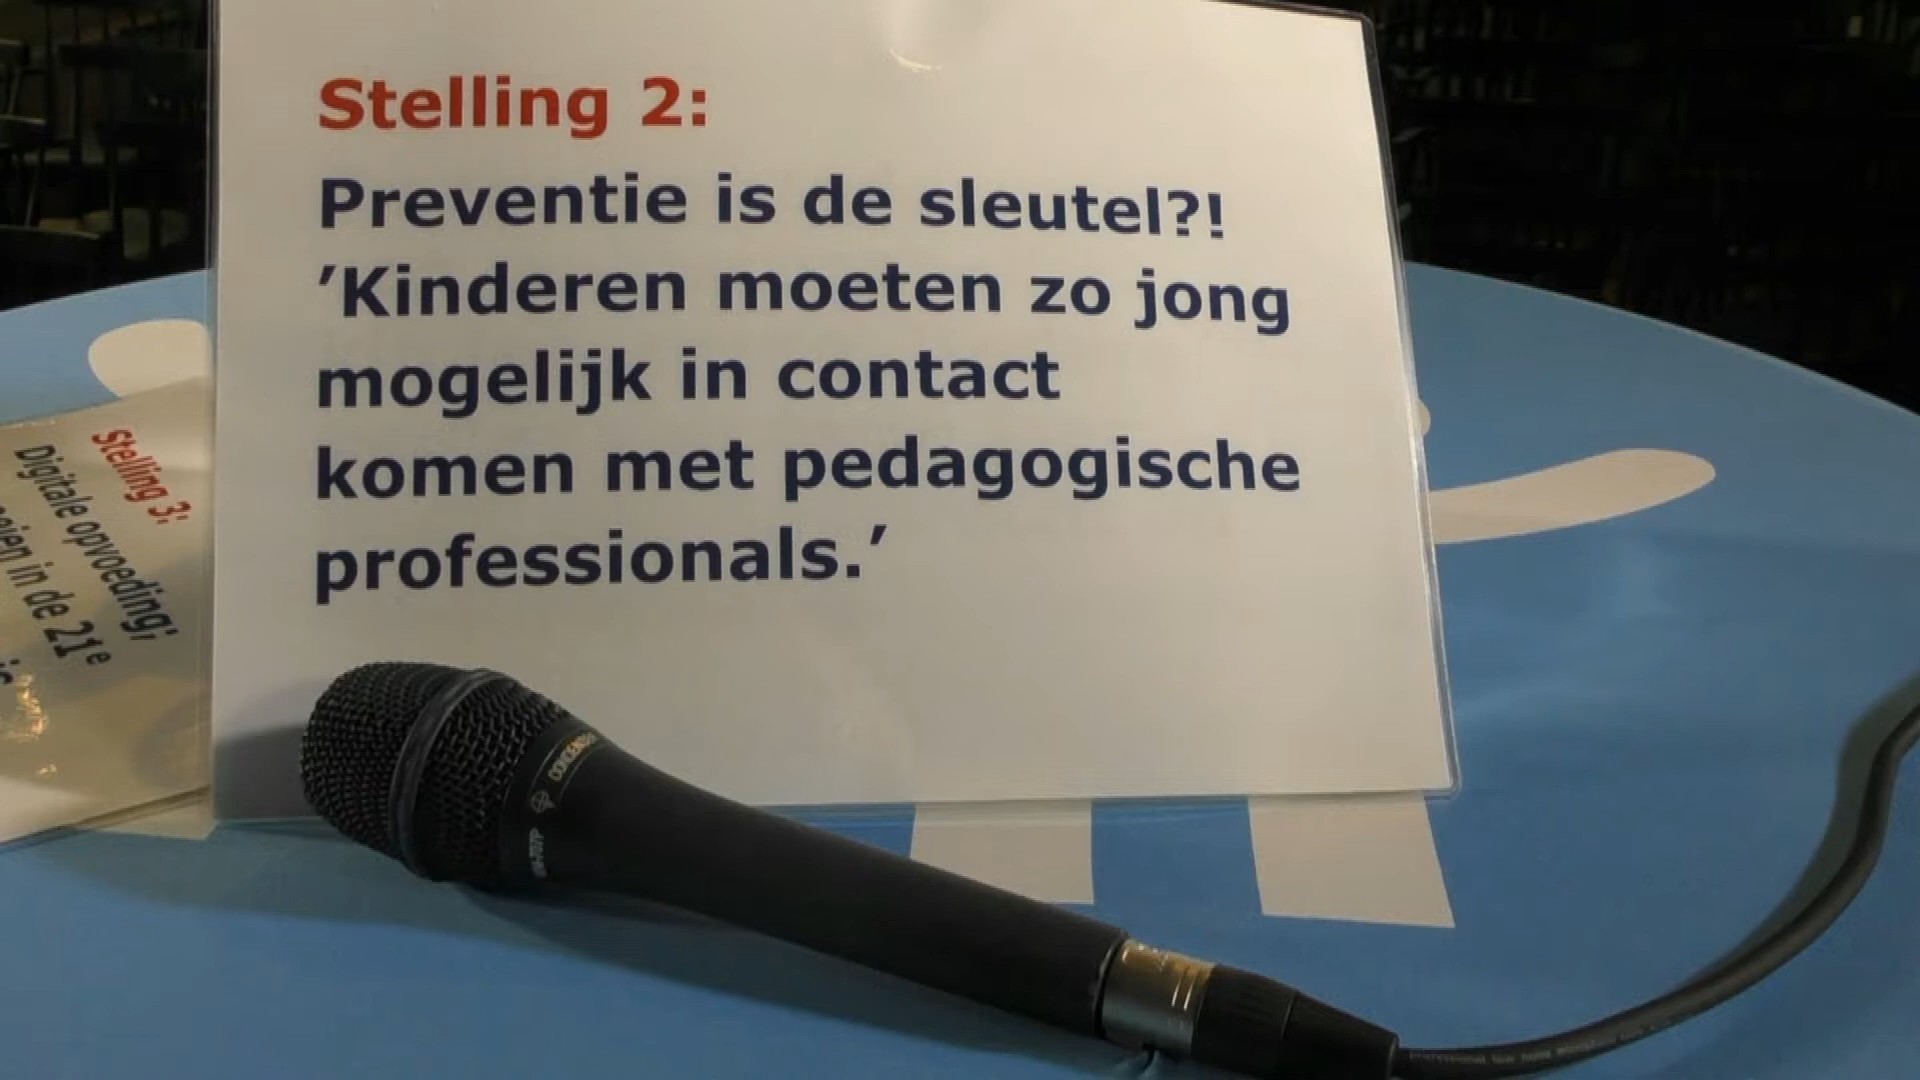 Stelling 2:
Preventie is de sleutel?!
’Kinderen moeten zo jong
mogelijk in contact
komen met pedagogische
professionals.’
Stelling 3:
Digitale opvoeding;
in de 21e